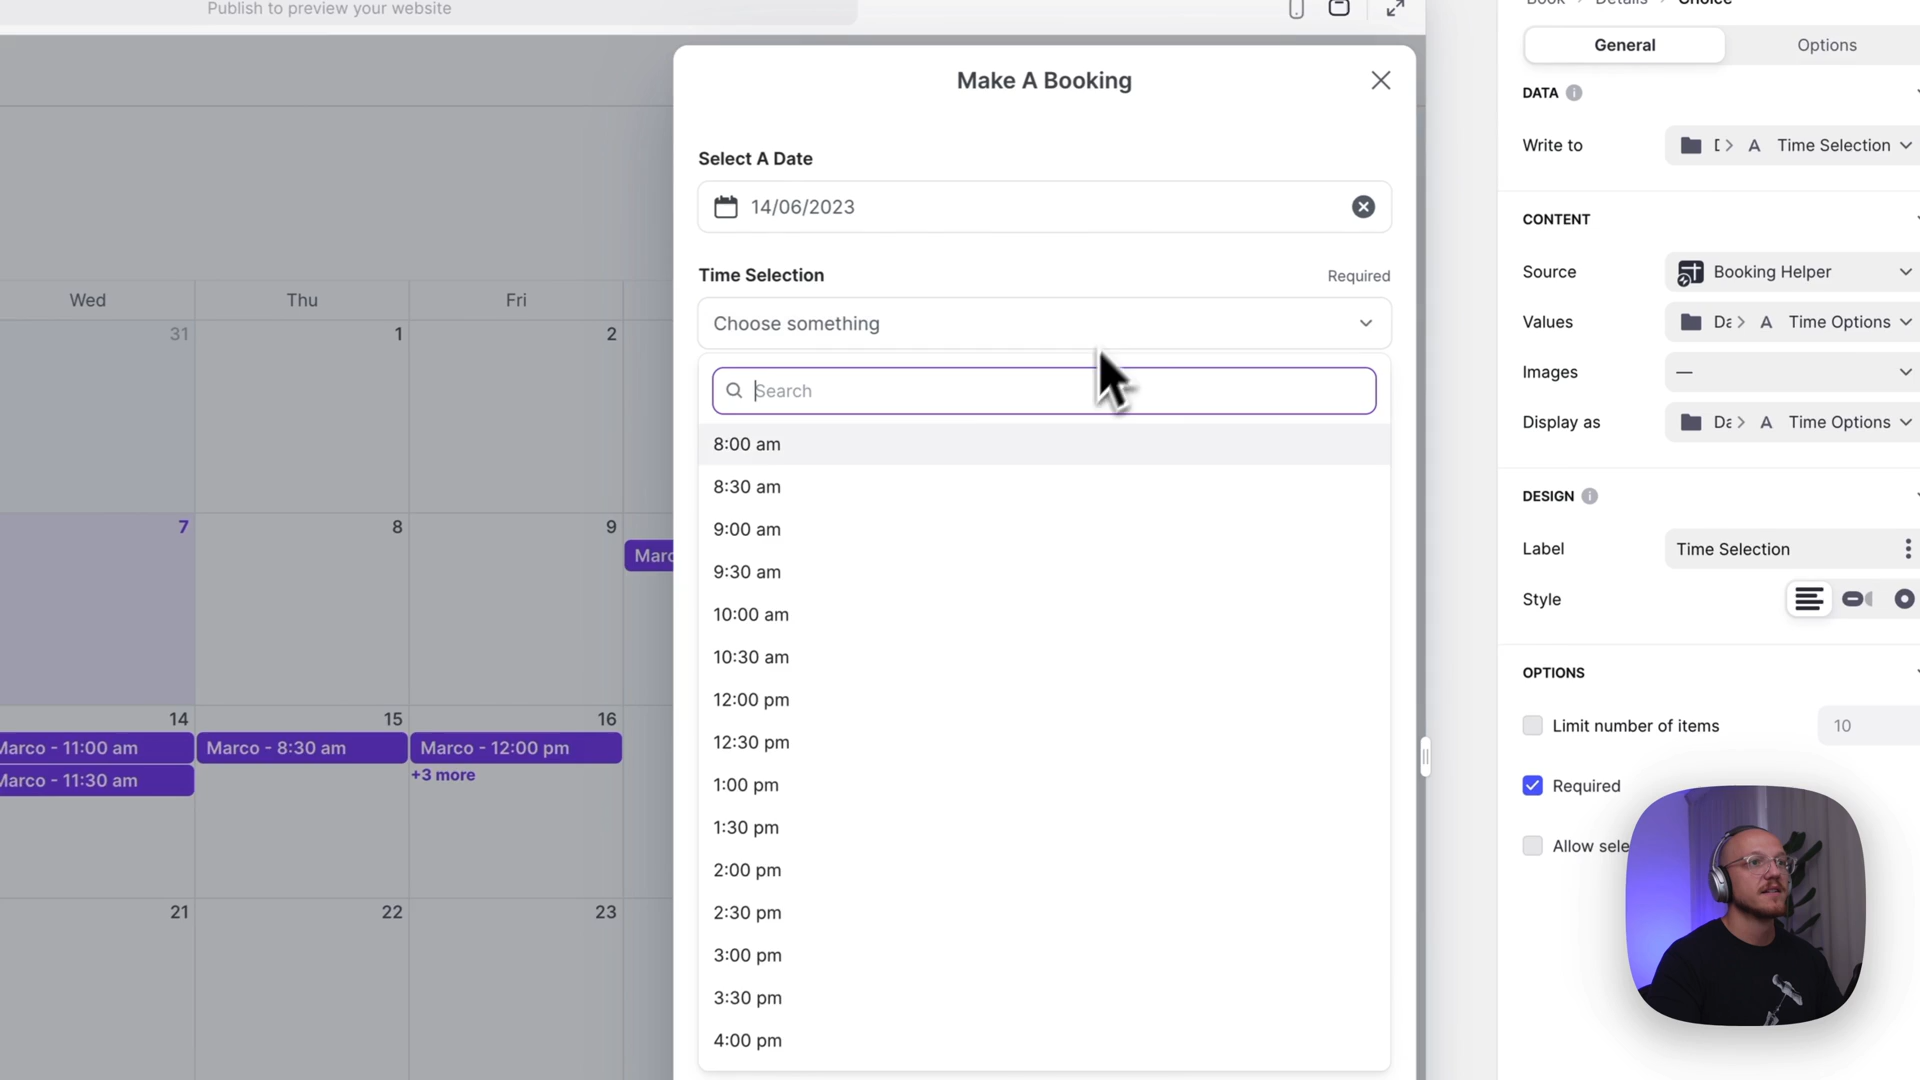 Publish to preview your website
Book > Details > Choice
General
Options
Make A Booking
DATA
Write to
Time Selection
Select A Date
14/06/2023
CONTENT
Time Selection
Required
Source
Booking Helper
Wed
Thu
Fri
Choose something
Values
Time Options
31
1
2
Images
—
Search
Display as
Time Options
8:00 am
8:30 am
9:00 am
9:30 am
10:00 am
10:30 am
12:00 pm
12:30 pm
1:00 pm
1:30 pm
2:00 pm
2:30 pm
3:00 pm
3:30 pm
4:00 pm
DESIGN
7
8
9
Label
Time Selection
Style
OPTIONS
14
15
16
Marco - 11:00 am
Marco - 8:30 am
Marco - 12:00 pm
Marco - 11:30 am
+3 more
Limit number of items
10
Required
Allow sele
21
22
23